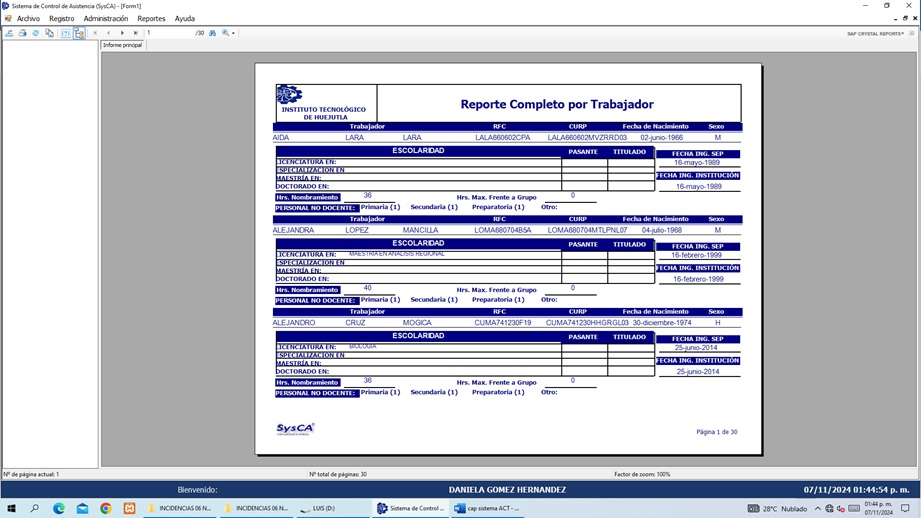 Sistema de Control de Asistencia (SysCA) - [Form1]
Archivo Registro Administración Reportes Ayuda
1 /30 SAP CRYSTAL REPORTS®
Informe principal
INSTITUTO TECNOLÓGICO
DE HUEJUTLA
Reporte Completo por Trabajador
Trabajador RFC CURP Fecha de Nacimiento Sexo
AIDA LARA LARA LALA660602CPA LALA660602MVZRRD03 02-junio-1966 M
ESCOLARIDAD PASANTE TITULADO FECHA ING. SEP
LICENCIATURA EN: 16-mayo-1989
ESPECIALIZACIÓN EN
MAESTRÍA EN: FECHA ING. INSTITUCIÓN
DOCTORADO EN: 16-mayo-1989
Hrs. Nombramiento 36 Hrs. Max. Frente a Grupo 0
PERSONAL NO DOCENTE: Primaria (1) Secundaria (1) Preparatoria (1) Otro:
Trabajador RFC CURP Fecha de Nacimiento Sexo
ALEJANDRA LOPEZ MANCILLA LOMA680704B5A LOMA680704MTLPNL07 04-julio-1968 M
ESCOLARIDAD PASANTE TITULADO FECHA ING. SEP
LICENCIATURA EN: MAESTRIA EN ANALISIS REGIONAL 16-febrero-1999
ESPECIALIZACIÓN EN
MAESTRÍA EN: FECHA ING. INSTITUCIÓN
DOCTORADO EN: 16-febrero-1999
Hrs. Nombramiento 40 Hrs. Max. Frente a Grupo 0
PERSONAL NO DOCENTE: Primaria (1) Secundaria (1) Preparatoria (1) Otro:
Trabajador RFC CURP Fecha de Nacimiento Sexo
ALEJANDRO CRUZ MOGICA CUMA741230F19 CUMA741230HHGRGL03 30-diciembre-1974 H
ESCOLARIDAD PASANTE TITULADO FECHA ING. SEP
LICENCIATURA EN: BIOLOGIA 25-junio-2014
ESPECIALIZACIÓN EN
MAESTRÍA EN: FECHA ING. INSTITUCIÓN
DOCTORADO EN: 25-junio-2014
Hrs. Nombramiento 36 Hrs. Max. Frente a Grupo 0
PERSONAL NO DOCENTE: Primaria (1) Secundaria (1) Preparatoria (1) Otro:
SysCA Página 1 de 30
Nº de página actual: 1 Nº total de páginas: 30 Factor de zoom: 100%
Bienvenido: DANIELA GOMEZ HERNANDEZ 07/11/2024 01:44:54 p. m.
INCIDENCIAS 06 N... INCIDENCIAS 06 N... LUIS (D:) Sistema de Control ... cap sistema ACT - ... 28°C Nublado 01:44 p. m.
07/11/2024